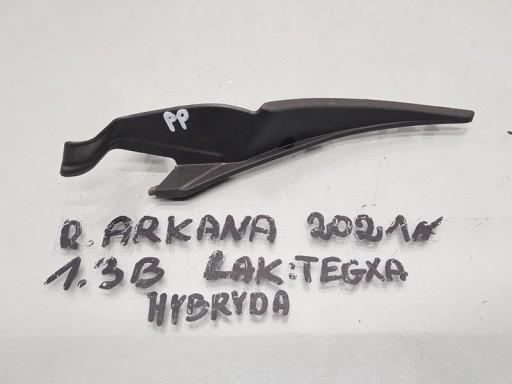 PP
R. ARKANA 2021r
1.3B LAK:TEGXA
HYBRYDA